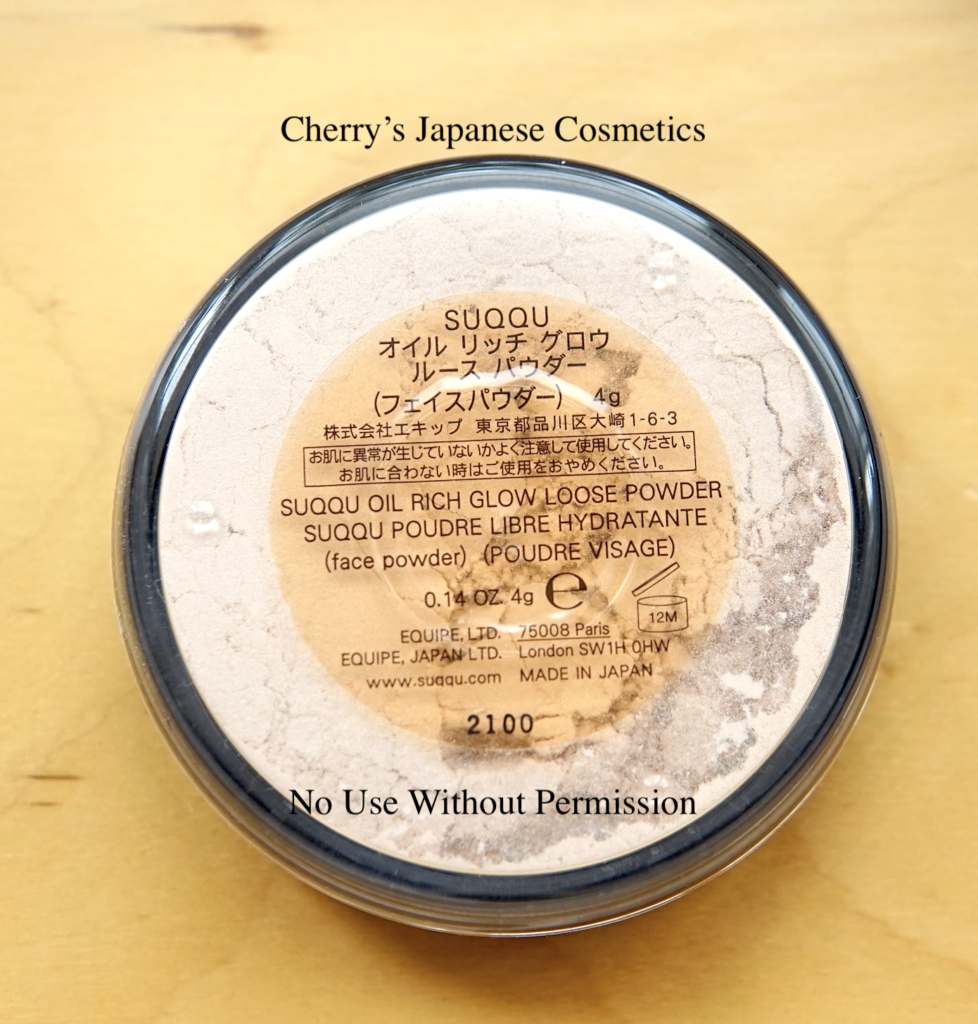 Cherry's Japanese Cosmetics
SUQQU
オイル リッチ グロウ
ルース パウダー
(フェイスパウダー) 4g
株式会社エキップ 東京都品川区大崎1-6-3
お肌に異常が生じていないかよく注意して使用してください。
お肌に合わない時はご使用をおやめください。
SUQQU OIL RICH GLOW LOOSE POWDER
SUQQU POUDRE LIBRE HYDRATANTE
(face powder) (POUDRE VISAGE)
0.14 OZ. 4g ℮
12M
EQUIPE, LTD. 75008 Paris
EQUIPE, JAPAN LTD. London SW1H 0HW
www.suqqu.com MADE IN JAPAN
2100
No Use Without Permission